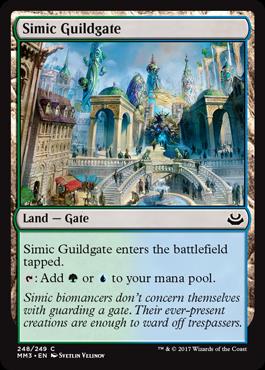 Simic Guildgate
Land — Gate
Simic Guildgate enters the battlefield
tapped.
: Add or to your mana pool.
Simic biomancers don't concern themselves
with guarding a gate. Their ever-present
creations are enough to ward off trespassers.
248/249 C
MM3 • EN Svetlin Velinov
™ & © 2017 Wizards of the Coast